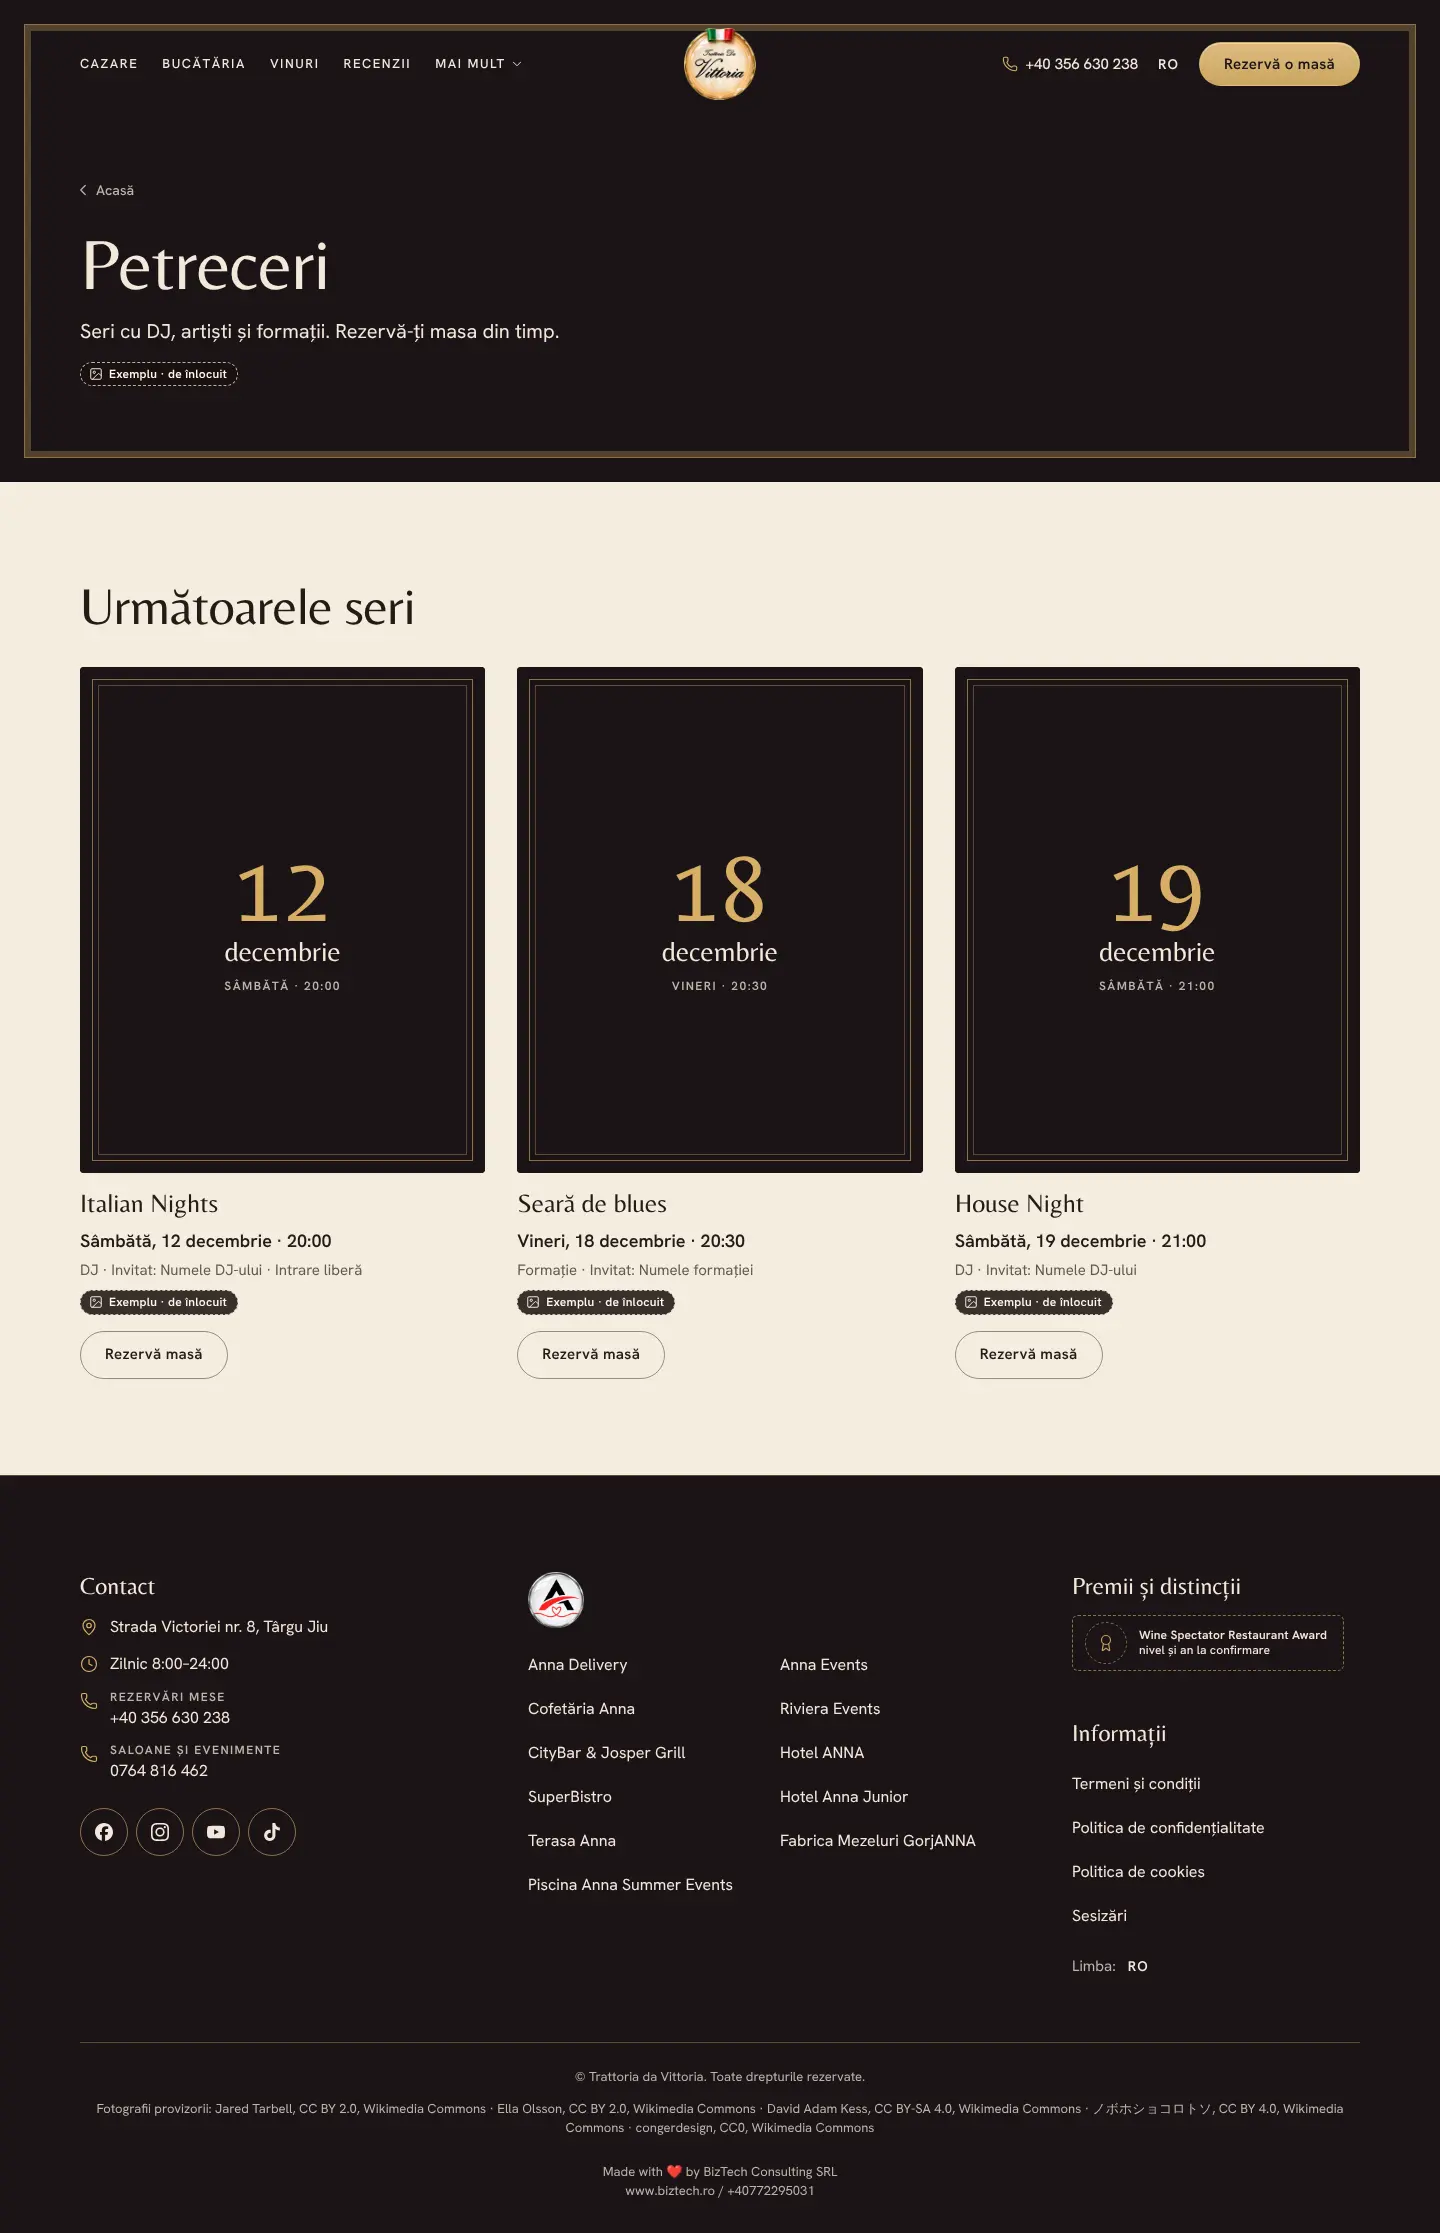 CAZARE BUCĂTĂRIA VINURI RECENZII MAI MULT
Trattoria Da
Vittoria
+40 356 630 238 RO Rezervă o masă
Acasă
Petreceri
Seri cu DJ, artiști și formații. Rezervă-ți masa din timp.
Exemplu · de înlocuit
Următoarele seri
12
decembrie
SÂMBĂTĂ · 20:00
Italian Nights
Sâmbătă, 12 decembrie · 20:00
DJ · Invitat: Numele DJ-ului · Intrare liberă
Exemplu · de înlocuit
Rezervă masă
18
decembrie
VINERI · 20:30
Seară de blues
Vineri, 18 decembrie · 20:30
Formație · Invitat: Numele formației
Exemplu · de înlocuit
Rezervă masă
19
decembrie
SÂMBĂTĂ · 21:00
House Night
Sâmbătă, 19 decembrie · 21:00
DJ · Invitat: Numele DJ-ului
Exemplu · de înlocuit
Rezervă masă
Contact
Strada Victoriei nr. 8, Târgu Jiu
Zilnic 8:00–24:00
REZERVĂRI MESE
+40 356 630 238
SALOANE ȘI EVENIMENTE
0764 816 462
Anna Delivery
Cofetăria Anna
CityBar & Josper Grill
SuperBistro
Terasa Anna
Piscina Anna Summer Events
Anna Events
Riviera Events
Hotel ANNA
Hotel Anna Junior
Fabrica Mezeluri GorjANNA
Premii și distincții
Wine Spectator Restaurant Award
nivel și an la confirmare
Informații
Termeni și condiții
Politica de confidențialitate
Politica de cookies
Sesizări
Limba: RO
© Trattoria da Vittoria. Toate drepturile rezervate.
Fotografii provizorii: Jared Tarbell, CC BY 2.0, Wikimedia Commons · Ella Olsson, CC BY 2.0, Wikimedia Commons · David Adam Kess, CC BY-SA 4.0, Wikimedia Commons · ノボホショコロトソ, CC BY 4.0, Wikimedia
Commons · congerdesign, CC0, Wikimedia Commons
Made with ❤️ by BizTech Consulting SRL
www.biztech.ro / +40772295031